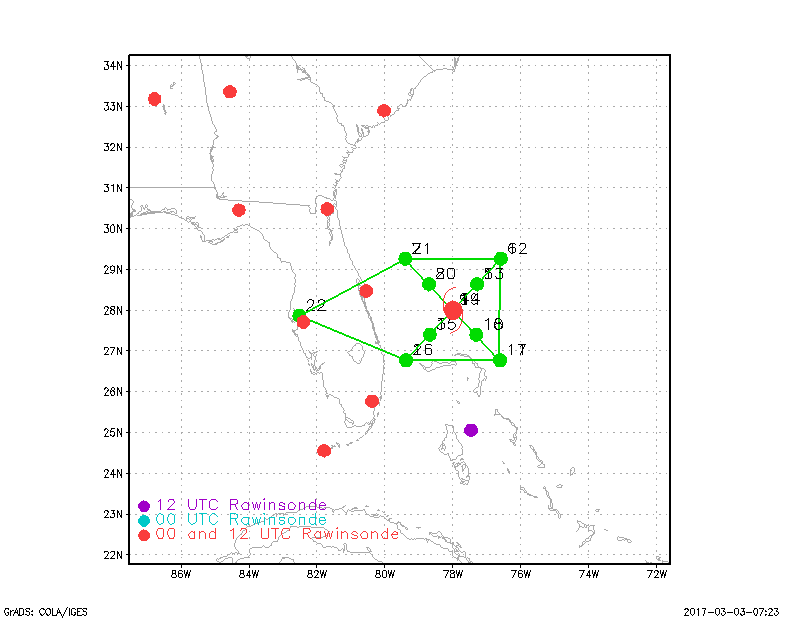 34N
33N
32N
31N
30N
29N
28N
27N
26N
25N
24N
23N
22N
21
12
20
13
22
14
15
18
16
17
12 UTC Rawinsonde
00 UTC Rawinsonde
00 and 12 UTC Rawinsonde
86W 84W 82W 80W 78W 76W 74W 72W
GrADS: COLA/IGES 2017-03-03-07:23